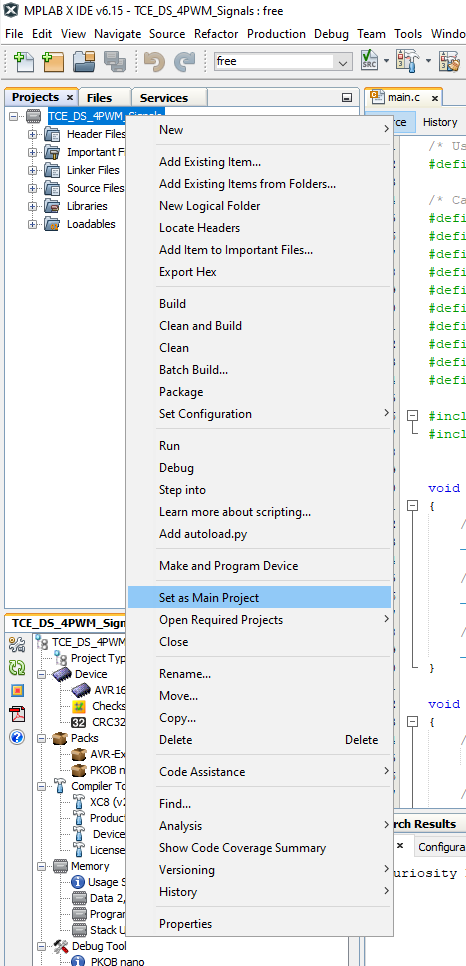 MPLAB X IDE v6.15 - TCE_DS_4PWM_Signals : free
File Edit View Navigate Source Refactor Production Debug Team Tools
free
SRC
Projects × Files Services
main.c ×
TCE_DS_4PWM_Signals
History
Header Files
Important
Linker Files
Source Files
Libraries
Loadables
New
Add Existing Item...
Add Existing Items from Folders...
New Logical Folder
Locate Headers
Add Item to Important Files...
Export Hex
Build
Clean and Build
Clean
Batch Build...
Package
Set Configuration
Run
Debug
Step into
Learn more about scripting...
Add autoload.py
Make and Program Device
Set as Main Project
Open Required Projects
Close
Rename...
Move...
Copy...
Delete Delete
Code Assistance
Find...
Analysis
Show Code Coverage Summary
Versioning
History
Properties
/*
#defi
/*
#defi
#defi
#defi
#defi
#defi
#defi
#defi
#defi
#defi
#defi
#incl
#incl
void
{
}
void
{
TCE_DS_4PWM_Sig
TCE_DS_4PWM
Project Typ
Device
AVR16
Checks
32 CRC32
Packs
AVR-Ex
PKOB n
Compiler To
XC8 (v2
Product
Device
License
Memory
Usage S
Data 2,
Program
Stack U
Debug Tool
PKOB nano
rch Results
× Configura
uriosity